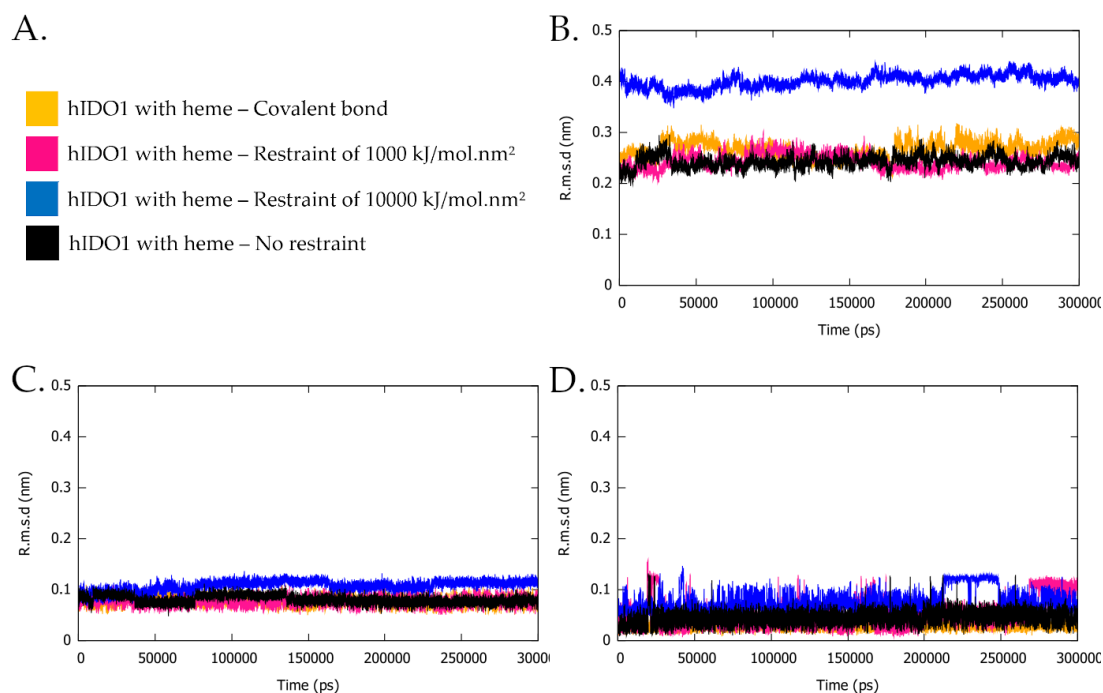 A.
hIDO1 with heme – Covalent bond
hIDO1 with heme – Restraint of 1000 kJ/mol.nm²
hIDO1 with heme – Restraint of 10000 kJ/mol.nm²
hIDO1 with heme – No restraint
B.
R.m.s.d (nm)
0.5
0.4
0.3
0.2
0.1
0
0 50000 100000 150000 200000 250000 300000
Time (ps)
C.
R.m.s.d (nm)
0.5
0.4
0.3
0.2
0.1
0
0 50000 100000 150000 200000 250000 30000
Time (ps)
D.
R.m.s.d (nm)
0.5
0.4
0.3
0.2
0.1
0
0 50000 100000 150000 200000 250000 300000
Time (ps)